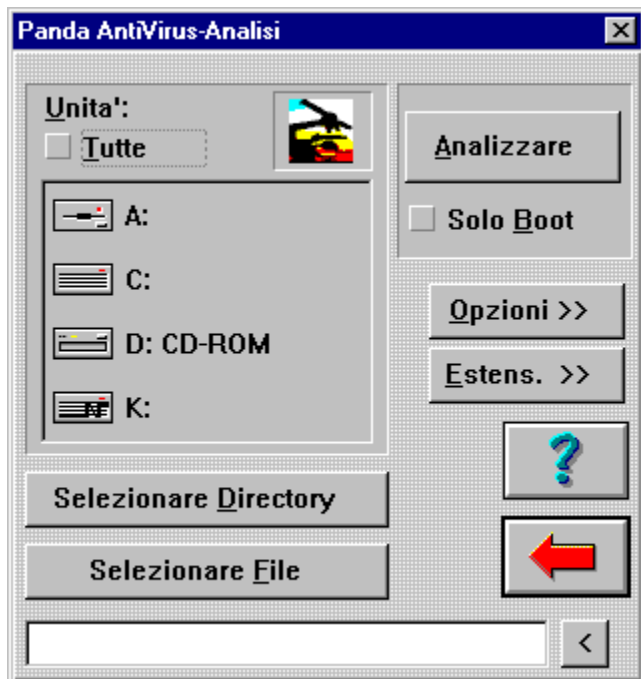 Panda AntiVirus-Analisi
Unita':
Tutte
A:
C:
D: CD-ROM
K:
Analizzare
Solo Boot
Opzioni >>
Estens. >>
?
Selezionare Directory
Selezionare File
<